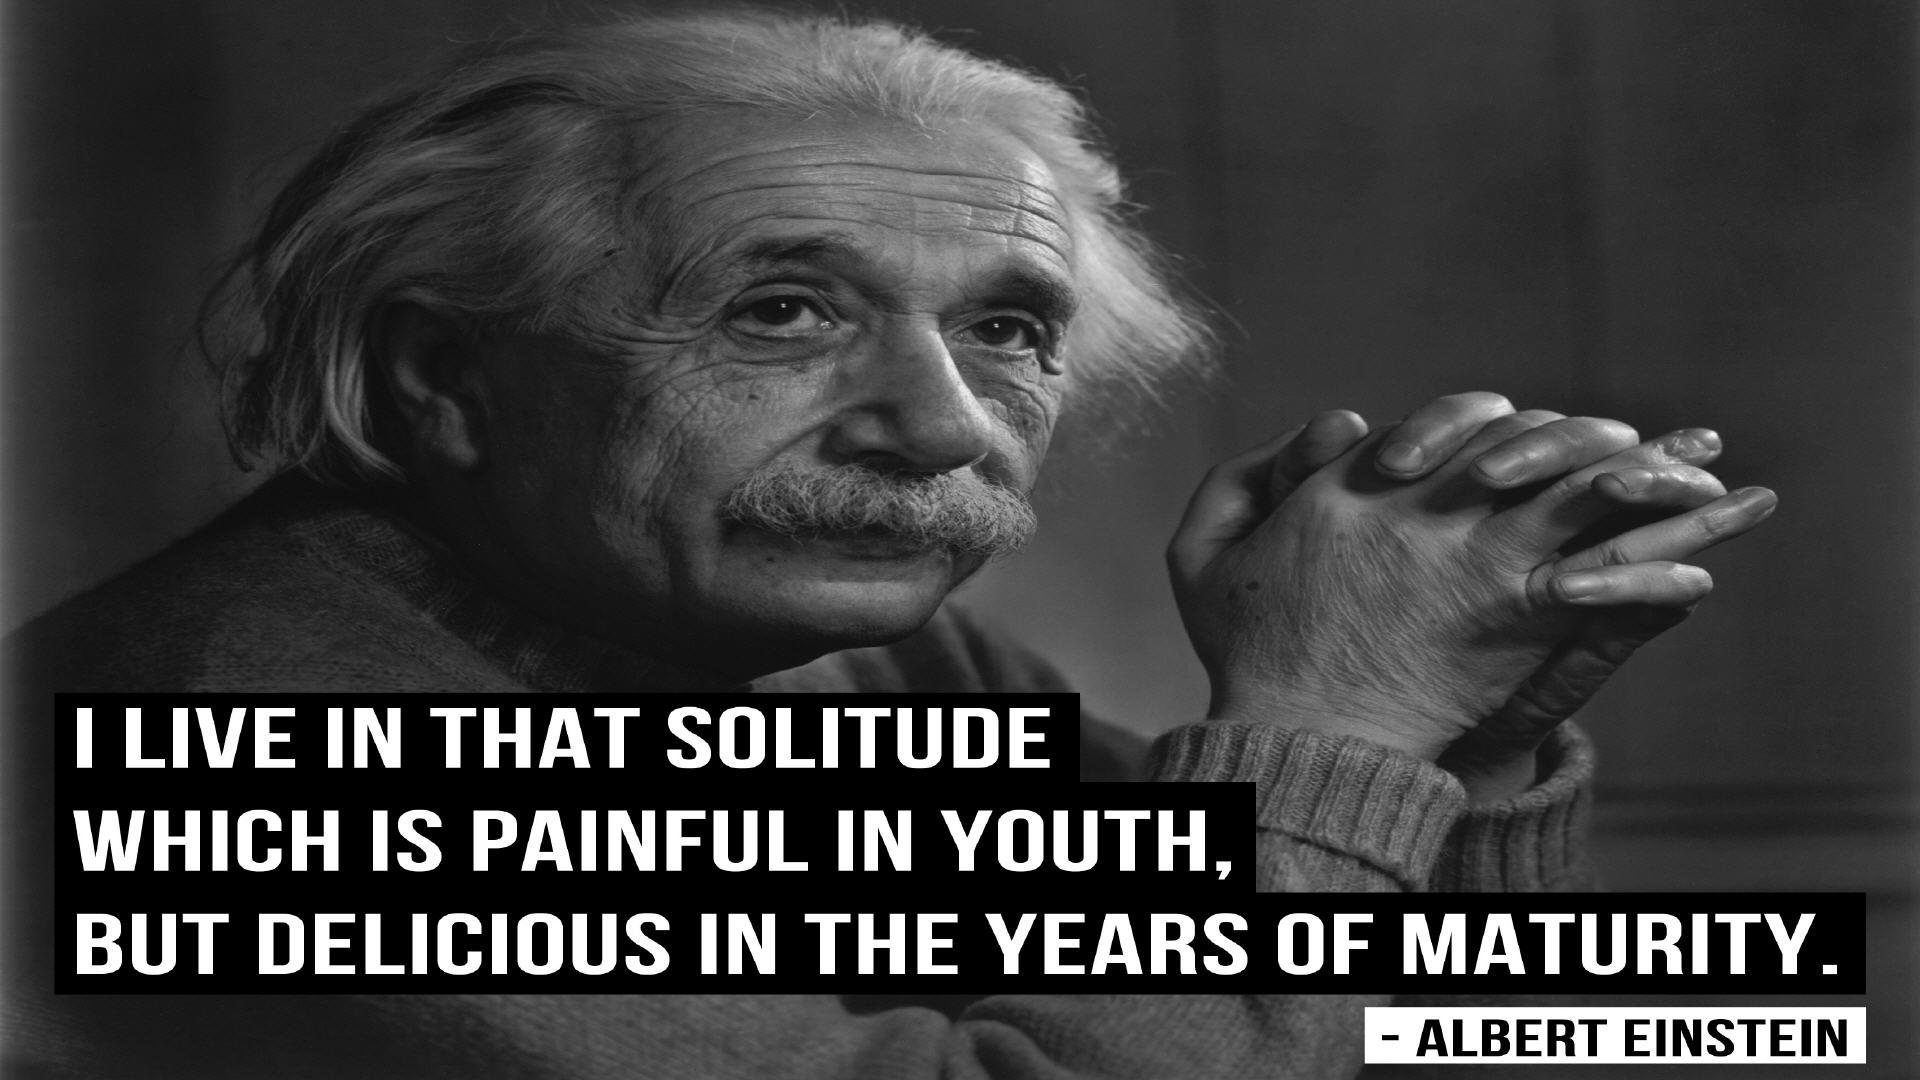 I LIVE IN THAT SOLITUDE
WHICH IS PAINFUL IN YOUTH,
BUT DELICIOUS IN THE YEARS OF MATURITY.
- ALBERT EINSTEIN